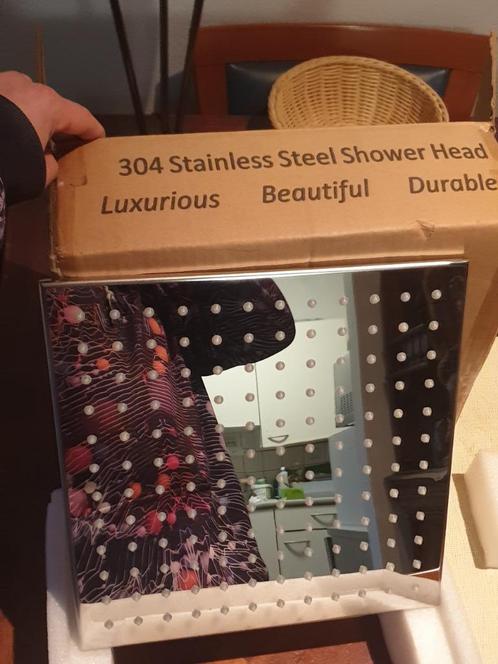 304 Stainless Steel Shower Head
Luxurious Beautiful Durable